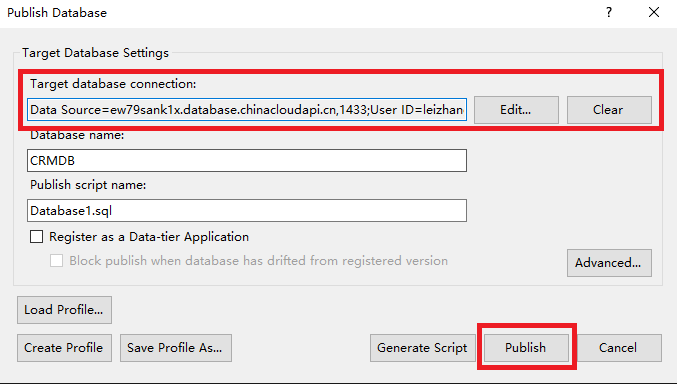 Publish Database
?
Target Database Settings
Target database connection:
Data Source=ew79sank1x.database.chinacloudapi.cn,1433;User ID=leizhan
Edit...
Clear
Database name:
CRMDB
Publish script name:
Database1.sql
Register as a Data-tier Application
Block publish when database has drifted from registered version
Advanced...
Load Profile...
Create Profile
Save Profile As...
Generate Script
Publish
Cancel